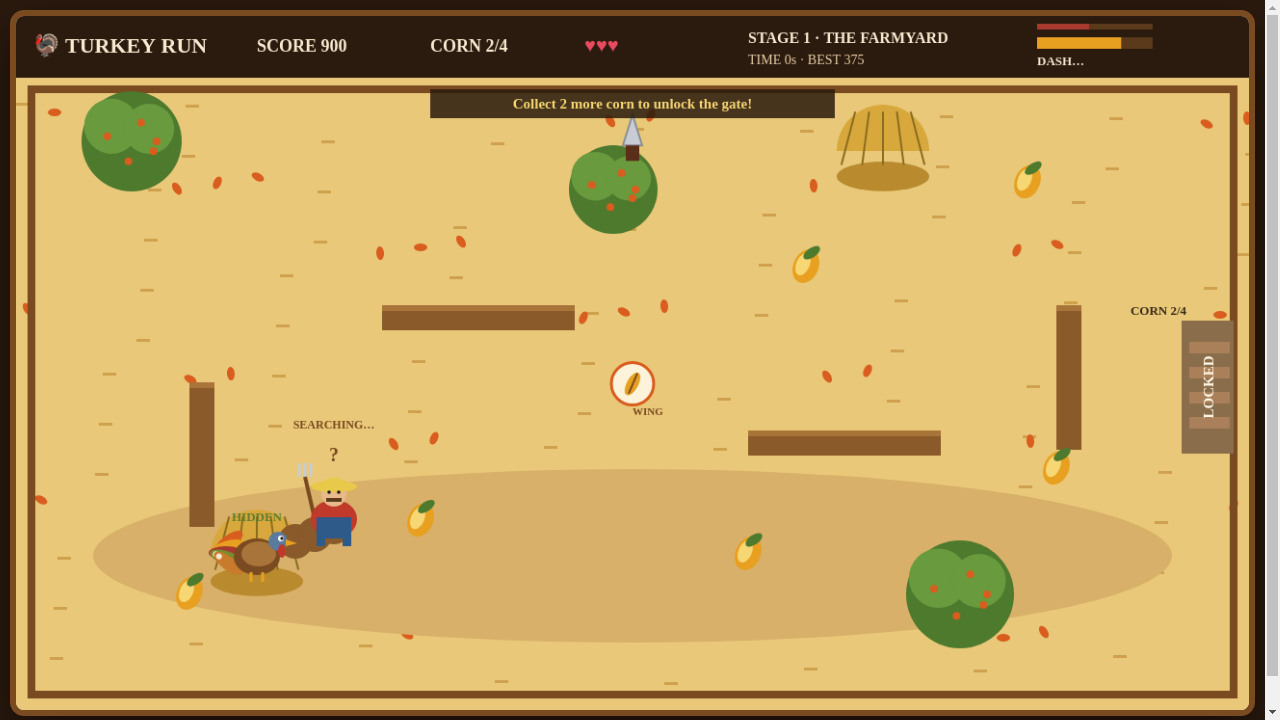 TURKEY RUN
SCORE 900
CORN 2/4
♥♥♥
STAGE 1 · THE FARMYARD
TIME 0s · BEST 375
DASH…
Collect 2 more corn to unlock the gate!
CORN 2/4
LOCKED
WING
SEARCHING…
?
HIDDEN